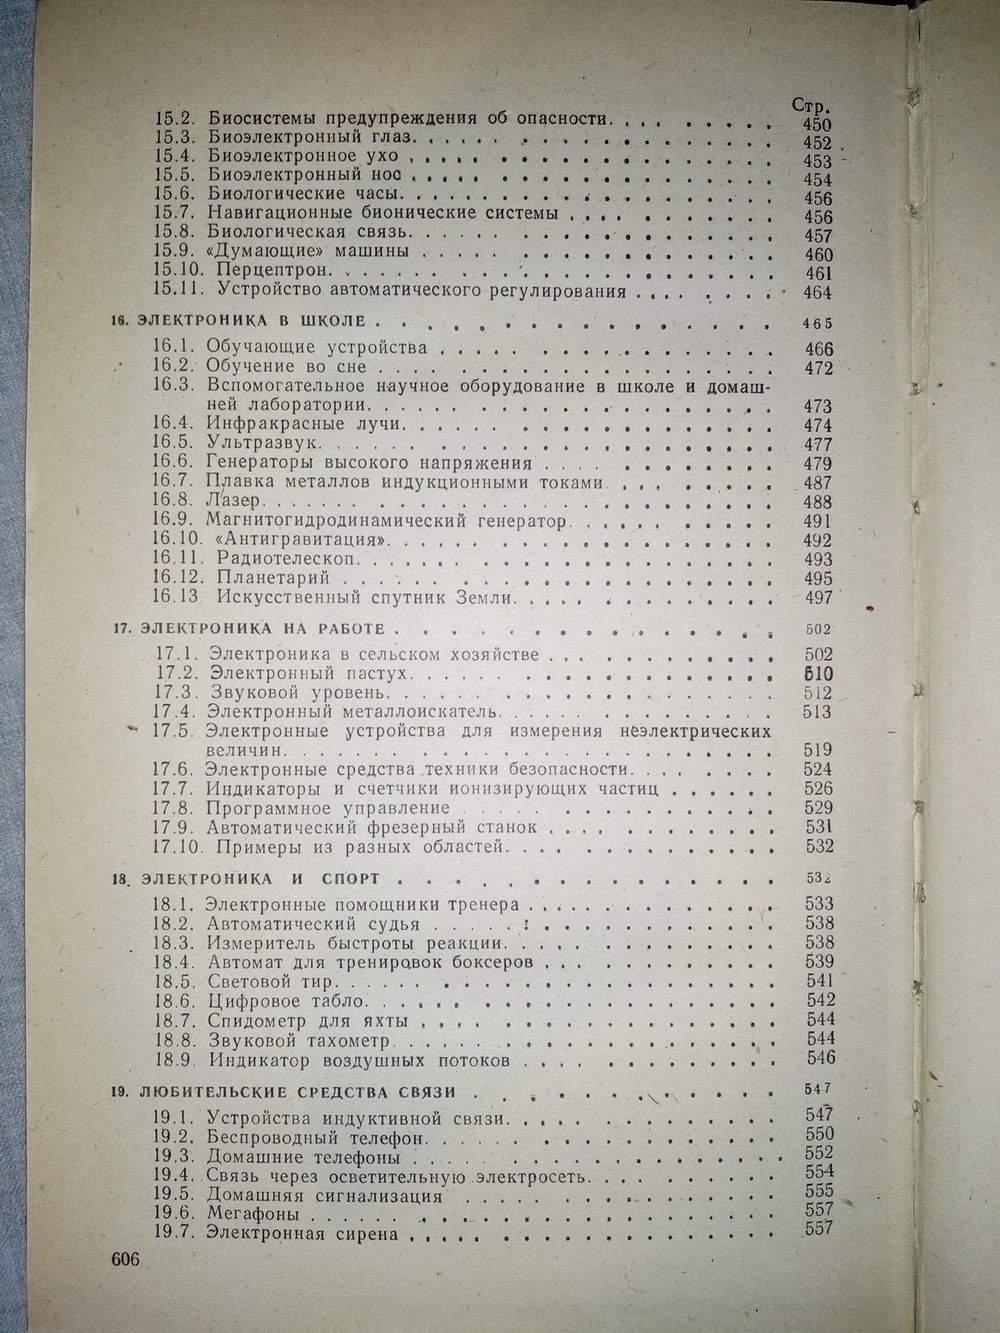 Стр.
15.2. Биосистемы предупреждения об опасности. . . . . . . . . 450
15.3. Биоэлектронный глаз. . . . . . . . . . . . . . . . . . 452
15.4. Биоэлектронное ухо . . . . . . . . . . . . . . . . . . 453
15.5. Биоэлектронный нос . . . . . . . . . . . . . . . . . . 454
15.6. Биологические часы. . . . . . . . . . . . . . . . . . . 456
15.7. Навигационные бионические системы . . . . . . . . . . . 456
15.8. Биологическая связь. . . . . . . . . . . . . . . . . . 457
15.9. «Думающие» машины . . . . . . . . . . . . . . . . . . 460
15.10. Перцептрон. . . . . . . . . . . . . . . . . . . . . . 461
15.11. Устройство автоматического регулирования . . . . . . . . 464
16. ЭЛЕКТРОНИКА В ШКОЛЕ . . . . . . . . . . . . . . . . 465
16.1. Обучающие устройства . . . . . . . . . . . . . . . . . 466
16.2. Обучение во сне . . . . . . . . . . . . . . . . . . . 472
16.3. Вспомогательное научное оборудование в школе и домаш-
ней лаборатории. . . . . . . . . . . . . . . . . . . . 473
16.4. Инфракрасные лучи. . . . . . . . . . . . . . . . . . . 474
16.5. Ультразвук. . . . . . . . . . . . . . . . . . . . . . 477
16.6. Генераторы высокого напряжения . . . . . . . . . . . . 479
16.7. Плавка металлов индукционными токами. . . . . . . . . 487
16.8. Лазер. . . . . . . . . . . . . . . . . . . . . . . . . 488
16.9. Магнитогидродинамический генератор. . . . . . . . . . . 491
16.10. «Антигравитация». . . . . . . . . . . . . . . . . . . 492
16.11. Радиотелескоп. . . . . . . . . . . . . . . . . . . . 493
16.12. Планетарий . . . . . . . . . . . . . . . . . . . . . 495
16.13. Искусственный спутник Земли. . . . . . . . . . . . . . 497
17. ЭЛЕКТРОНИКА НА РАБОТЕ . . . . . . . . . . . . . . . 502
17.1. Электроника в сельском хозяйстве . . . . . . . . . . . 502
17.2. Электронный пастух. . . . . . . . . . . . . . . . . . 510
17.3. Звуковой уровень. . . . . . . . . . . . . . . . . . . 512
17.4. Электронный металлоискатель. . . . . . . . . . . . . . 513
17.5. Электронные устройства для измерения неэлектрических
величин. . . . . . . . . . . . . . . . . . . . . . . . 519
17.6. Электронные средства техники безопасности. . . . . . . . 524
17.7. Индикаторы и счетчики ионизирующих частиц . . . . . . 526
17.8. Программное управление . . . . . . . . . . . . . . . . 529
17.9. Автоматический фрезерный станок . . . . . . . . . . . . 531
17.10. Примеры из разных областей. . . . . . . . . . . . . . 532
18. ЭЛЕКТРОНИКА И СПОРТ . . . . . . . . . . . . . . . . 532
18.1. Электронные помощники тренера . . . . . . . . . . . . . 533
18.2. Автоматический судья . . . . . . . . . . . . . . . . . 538
18.3. Измеритель быстроты реакции. . . . . . . . . . . . . . 538
18.4. Автомат для тренировок боксеров . . . . . . . . . . . . 539
18.5. Световой тир. . . . . . . . . . . . . . . . . . . . . 541
18.6. Цифровое табло. . . . . . . . . . . . . . . . . . . . 542
18.7. Спидометр для яхты . . . . . . . . . . . . . . . . . . 544
18.8. Звуковой тахометр. . . . . . . . . . . . . . . . . . . 544
18.9. Индикатор воздушных потоков . . . . . . . . . . . . . . 546
19. ЛЮБИТЕЛЬСКИЕ СРЕДСТВА СВЯЗИ . . . . . . . . . . . . 547
19.1. Устройства индуктивной связи. . . . . . . . . . . . . . 547
19.2. Беспроводный телефон. . . . . . . . . . . . . . . . . . 550
19.3. Домашние телефоны . . . . . . . . . . . . . . . . . . 552
19.4. Связь через осветительную электросеть. . . . . . . . . . 554
19.5. Домашняя сигнализация . . . . . . . . . . . . . . . . 555
19.6. Мегафоны . . . . . . . . . . . . . . . . . . . . . . . 557
19.7. Электронная сирена . . . . . . . . . . . . . . . . . . 557
606